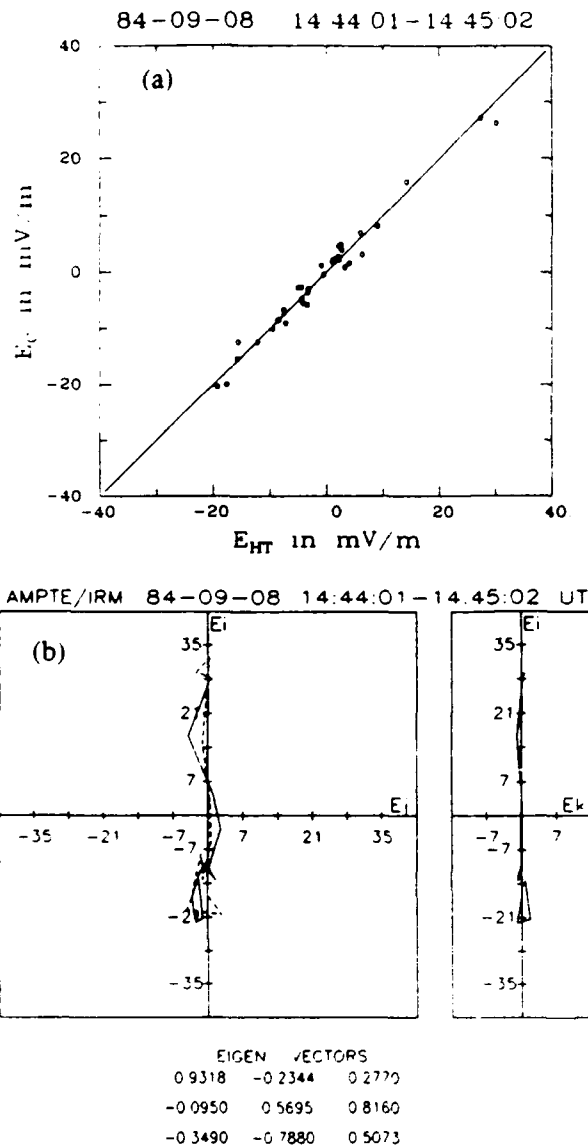 84-09-08 14 44 01-14 45 02
(a)
40
20
0
-20
-40
E_c in mV/m
-40 -20 0 20 40
E_HT in mV/m
AMPTE/IRM 84-09-08 14:44:01-14.45:02 UT
(b)
Ei
35
21
7
-7
-21
-35
-35 -21 -7 7 21 35
Ej
Ei
35
21
7
-7
-21
-35
-7 7
Ek
EIGEN VECTORS
0 9318 -0 2344 0 2770
-0 0950 0 5695 0 8160
-0 3490 -0 7880 0 5073